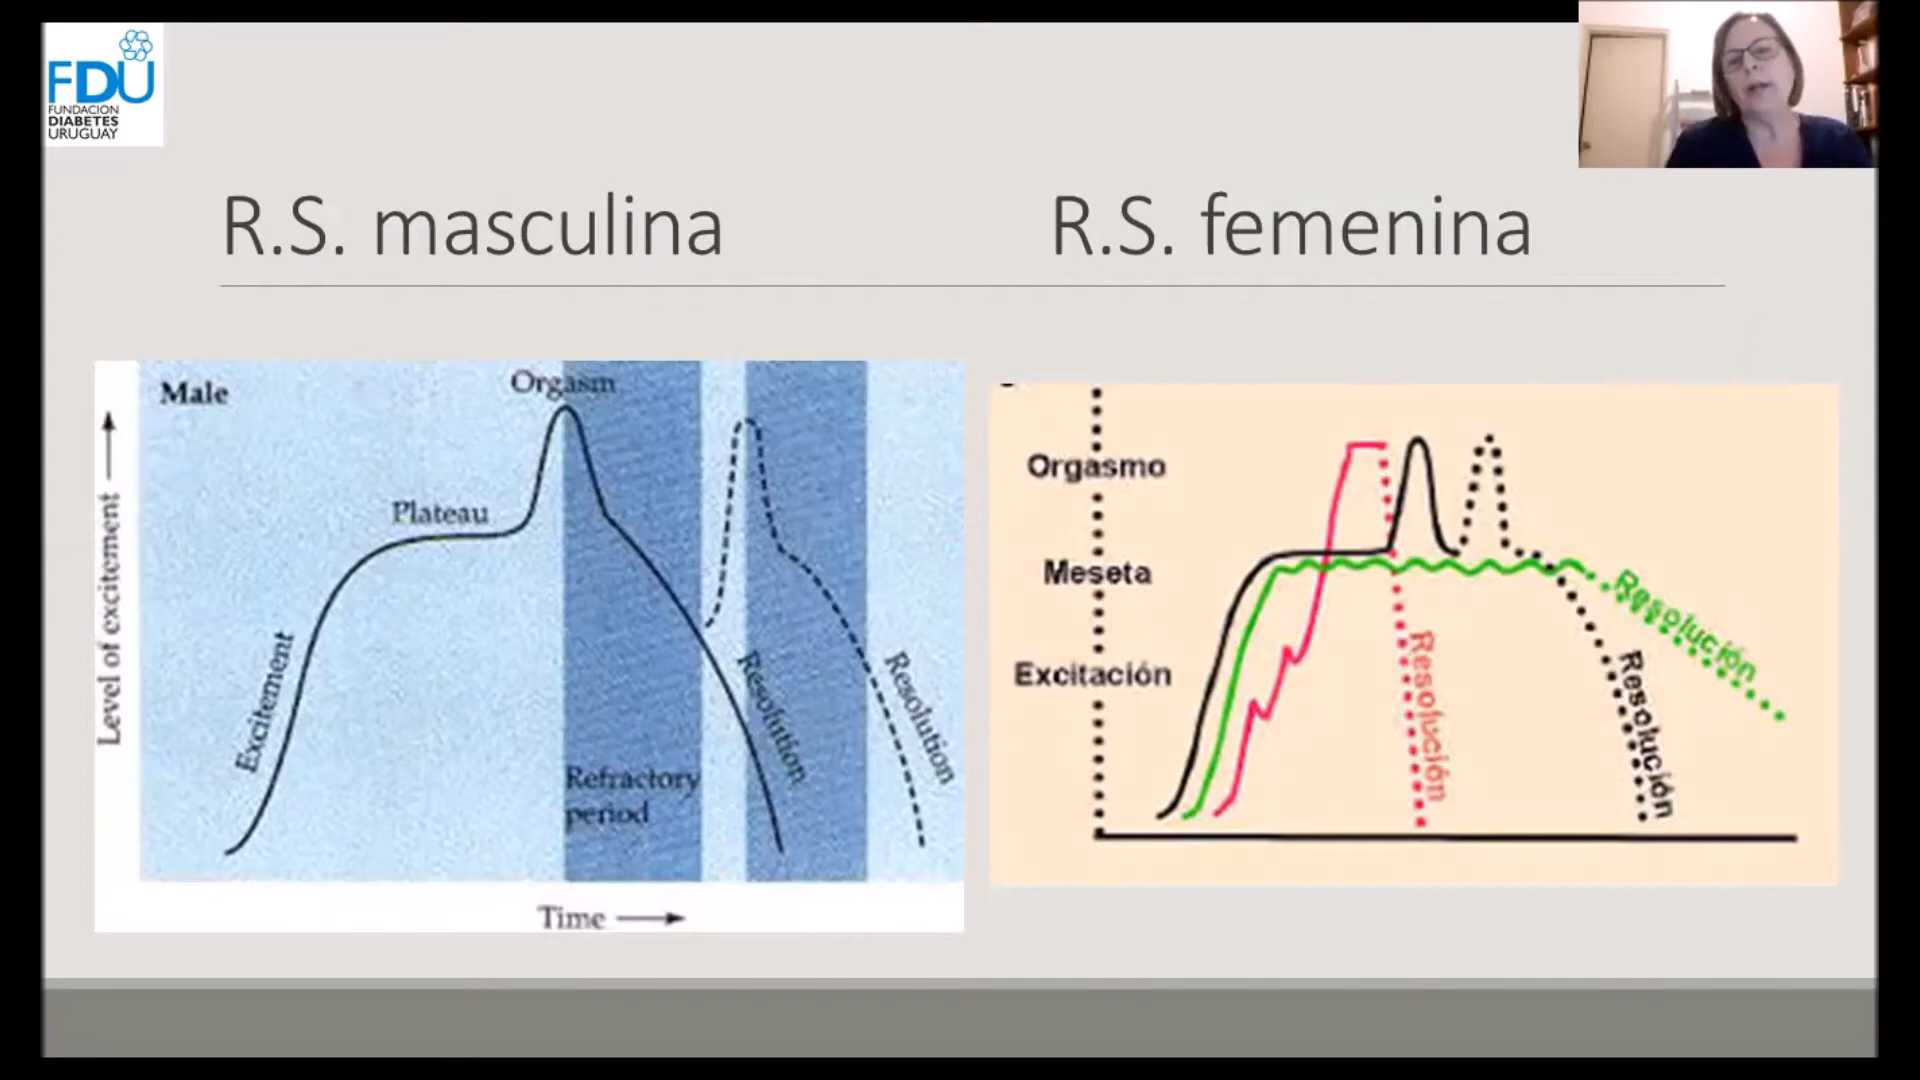 FDU
FUNDACIÓN
DIABETES
URUGUAY
R.S. masculina
R.S. femenina
Male
Orgasm
Plateau
Level of excitement
Excitement
Refractory
period
Resolution
Resolution
Time
Orgasmo
Meseta
Excitación
Resolución
Resolución
Resolución